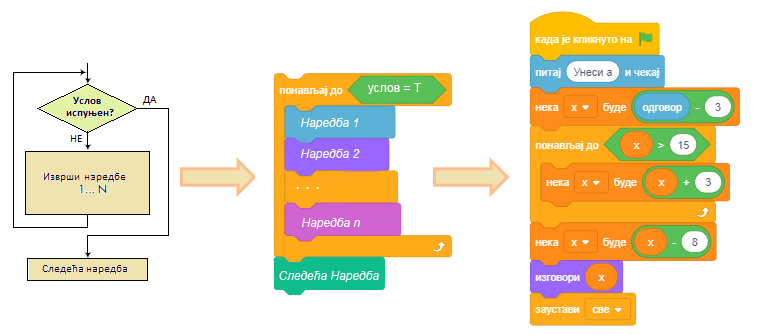 Услов
испуњен?
ДА
НЕ
Изврши наредбе
1... N
Следећа наредба
понављај до услов = T
Наредба 1
Наредба 2
. . .
Наредба n
Следећа Наредба
када је кликнуто на
питај Унеси а и чекај
нека x буде одговор - 3
понављај до x > 15
нека x буде x + 3
нека x буде x - 8
изговори x
заустави све